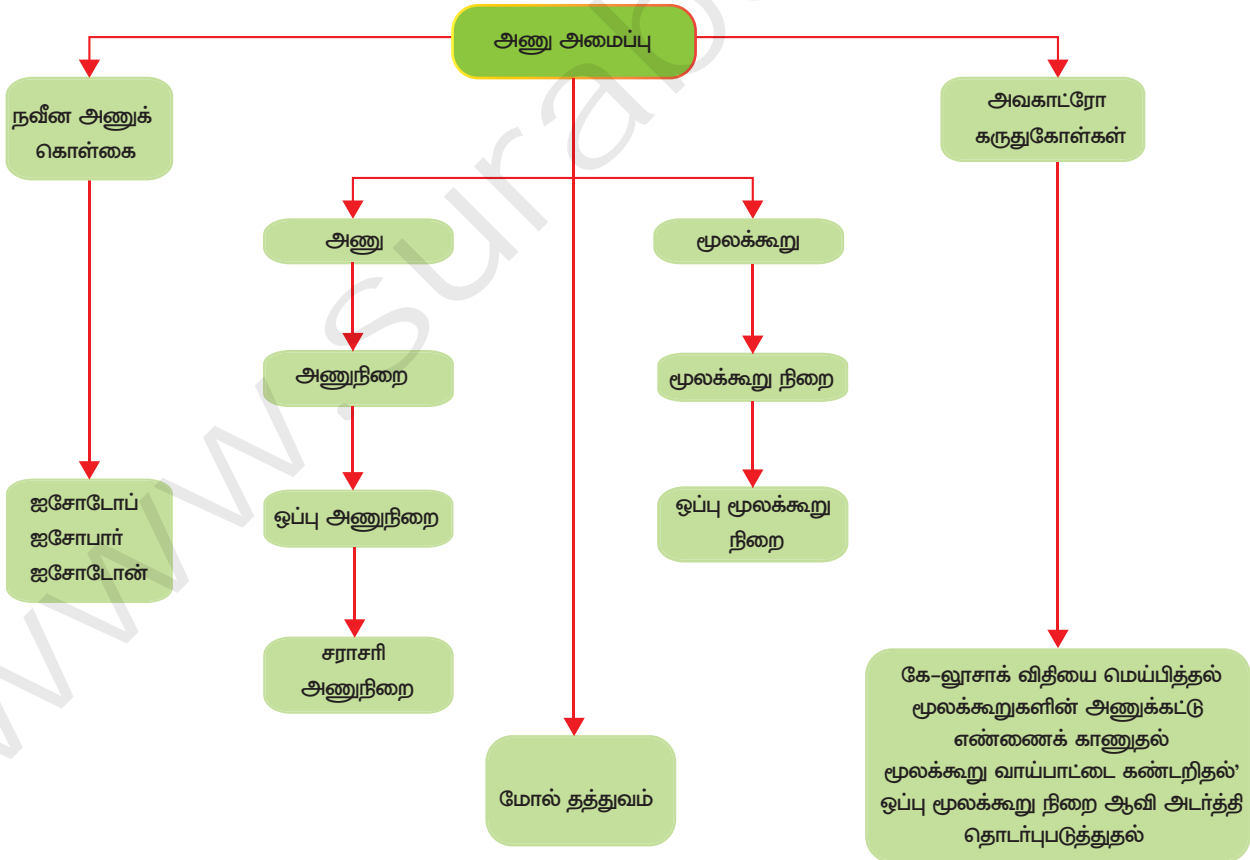 அணு அமைப்பு
நவீன அணுக்
கொள்கை
அவகாட்ரோ
கருதுகோள்கள்
அணு
மூலக்கூறு
அணுநிறை
மூலக்கூறு நிறை
ஐசோடோப்
ஐசோபார்
ஐசோடோன்
ஒப்பு அணுநிறை
ஒப்பு மூலக்கூறு
நிறை
சராசரி
அணுநிறை
மோல் தத்துவம்
கே-லூசாக் விதியை மெய்பித்தல்
மூலக்கூறுகளின் அணுக்கட்டு
எண்ணைக் காணுதல்
மூலக்கூறு வாய்பாட்டை கண்டறிதல்’
ஒப்பு மூலக்கூறு நிறை ஆவி அடர்த்தி
தொடர்புபடுத்துதல்
www.surab